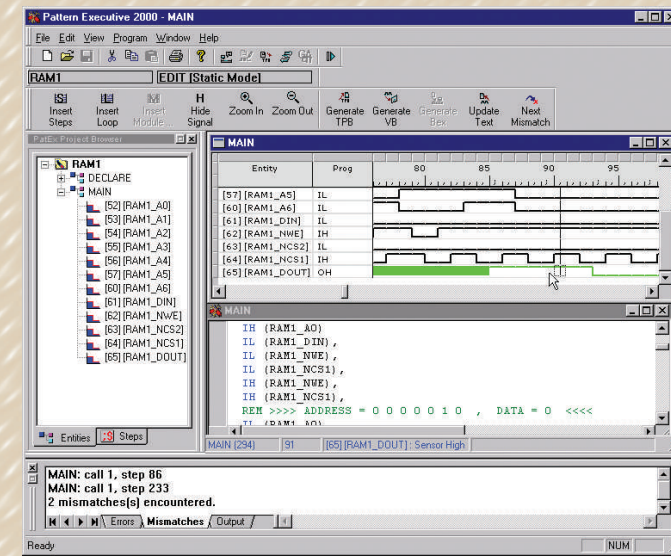 Pattern Executive 2000 - MAIN
File Edit View Program Window Help
RAM1 EDIT [Static Mode]
Insert Steps
Insert Loop
Insert Module
Hide Signal
Zoom In
Zoom Out
Generate TPB
Generate VB
Generate Bex
Update Text
Next Mismatch
PatEx Project Browser
RAM1
DECLARE
MAIN
[52] [RAM1_A0]
[53] [RAM1_A1]
[54] [RAM1_A2]
[55] [RAM1_A3]
[56] [RAM1_A4]
[57] [RAM1_A5]
[60] [RAM1_A6]
[61] [RAM1_DIN]
[62] [RAM1_NWE]
[63] [RAM1_NCS2]
[64] [RAM1_NCS1]
[65] [RAM1_DOUT]
Entities Steps
MAIN
Entity Prog 80 85 90 95
[57] [RAM1_A5] IL
[60] [RAM1_A6] IL
[61] [RAM1_DIN] IL
[62] [RAM1_NWE] IH
[63] [RAM1_NCS2] IL
[64] [RAM1_NCS1] IH
[65] [RAM1_DOUT] OH
MAIN
IH (RAM1_A0)
IL (RAM1_DIN),
IL (RAM1_NWE),
IL (RAM1_NCS1),
IH (RAM1_NWE),
IH (RAM1_NCS1),
REM >>>> ADDRESS = 0 0 0 0 0 1 0 , DATA = 0 <<<<
IL (RAM1_A0)
MAIN (294) 91 [65] [RAM1_DOUT] : Sensor High
MAIN: call 1, step 86
MAIN: call 1, step 233
2 mismatches(s) encountered.
Errors Mismatches Output
Ready NUM